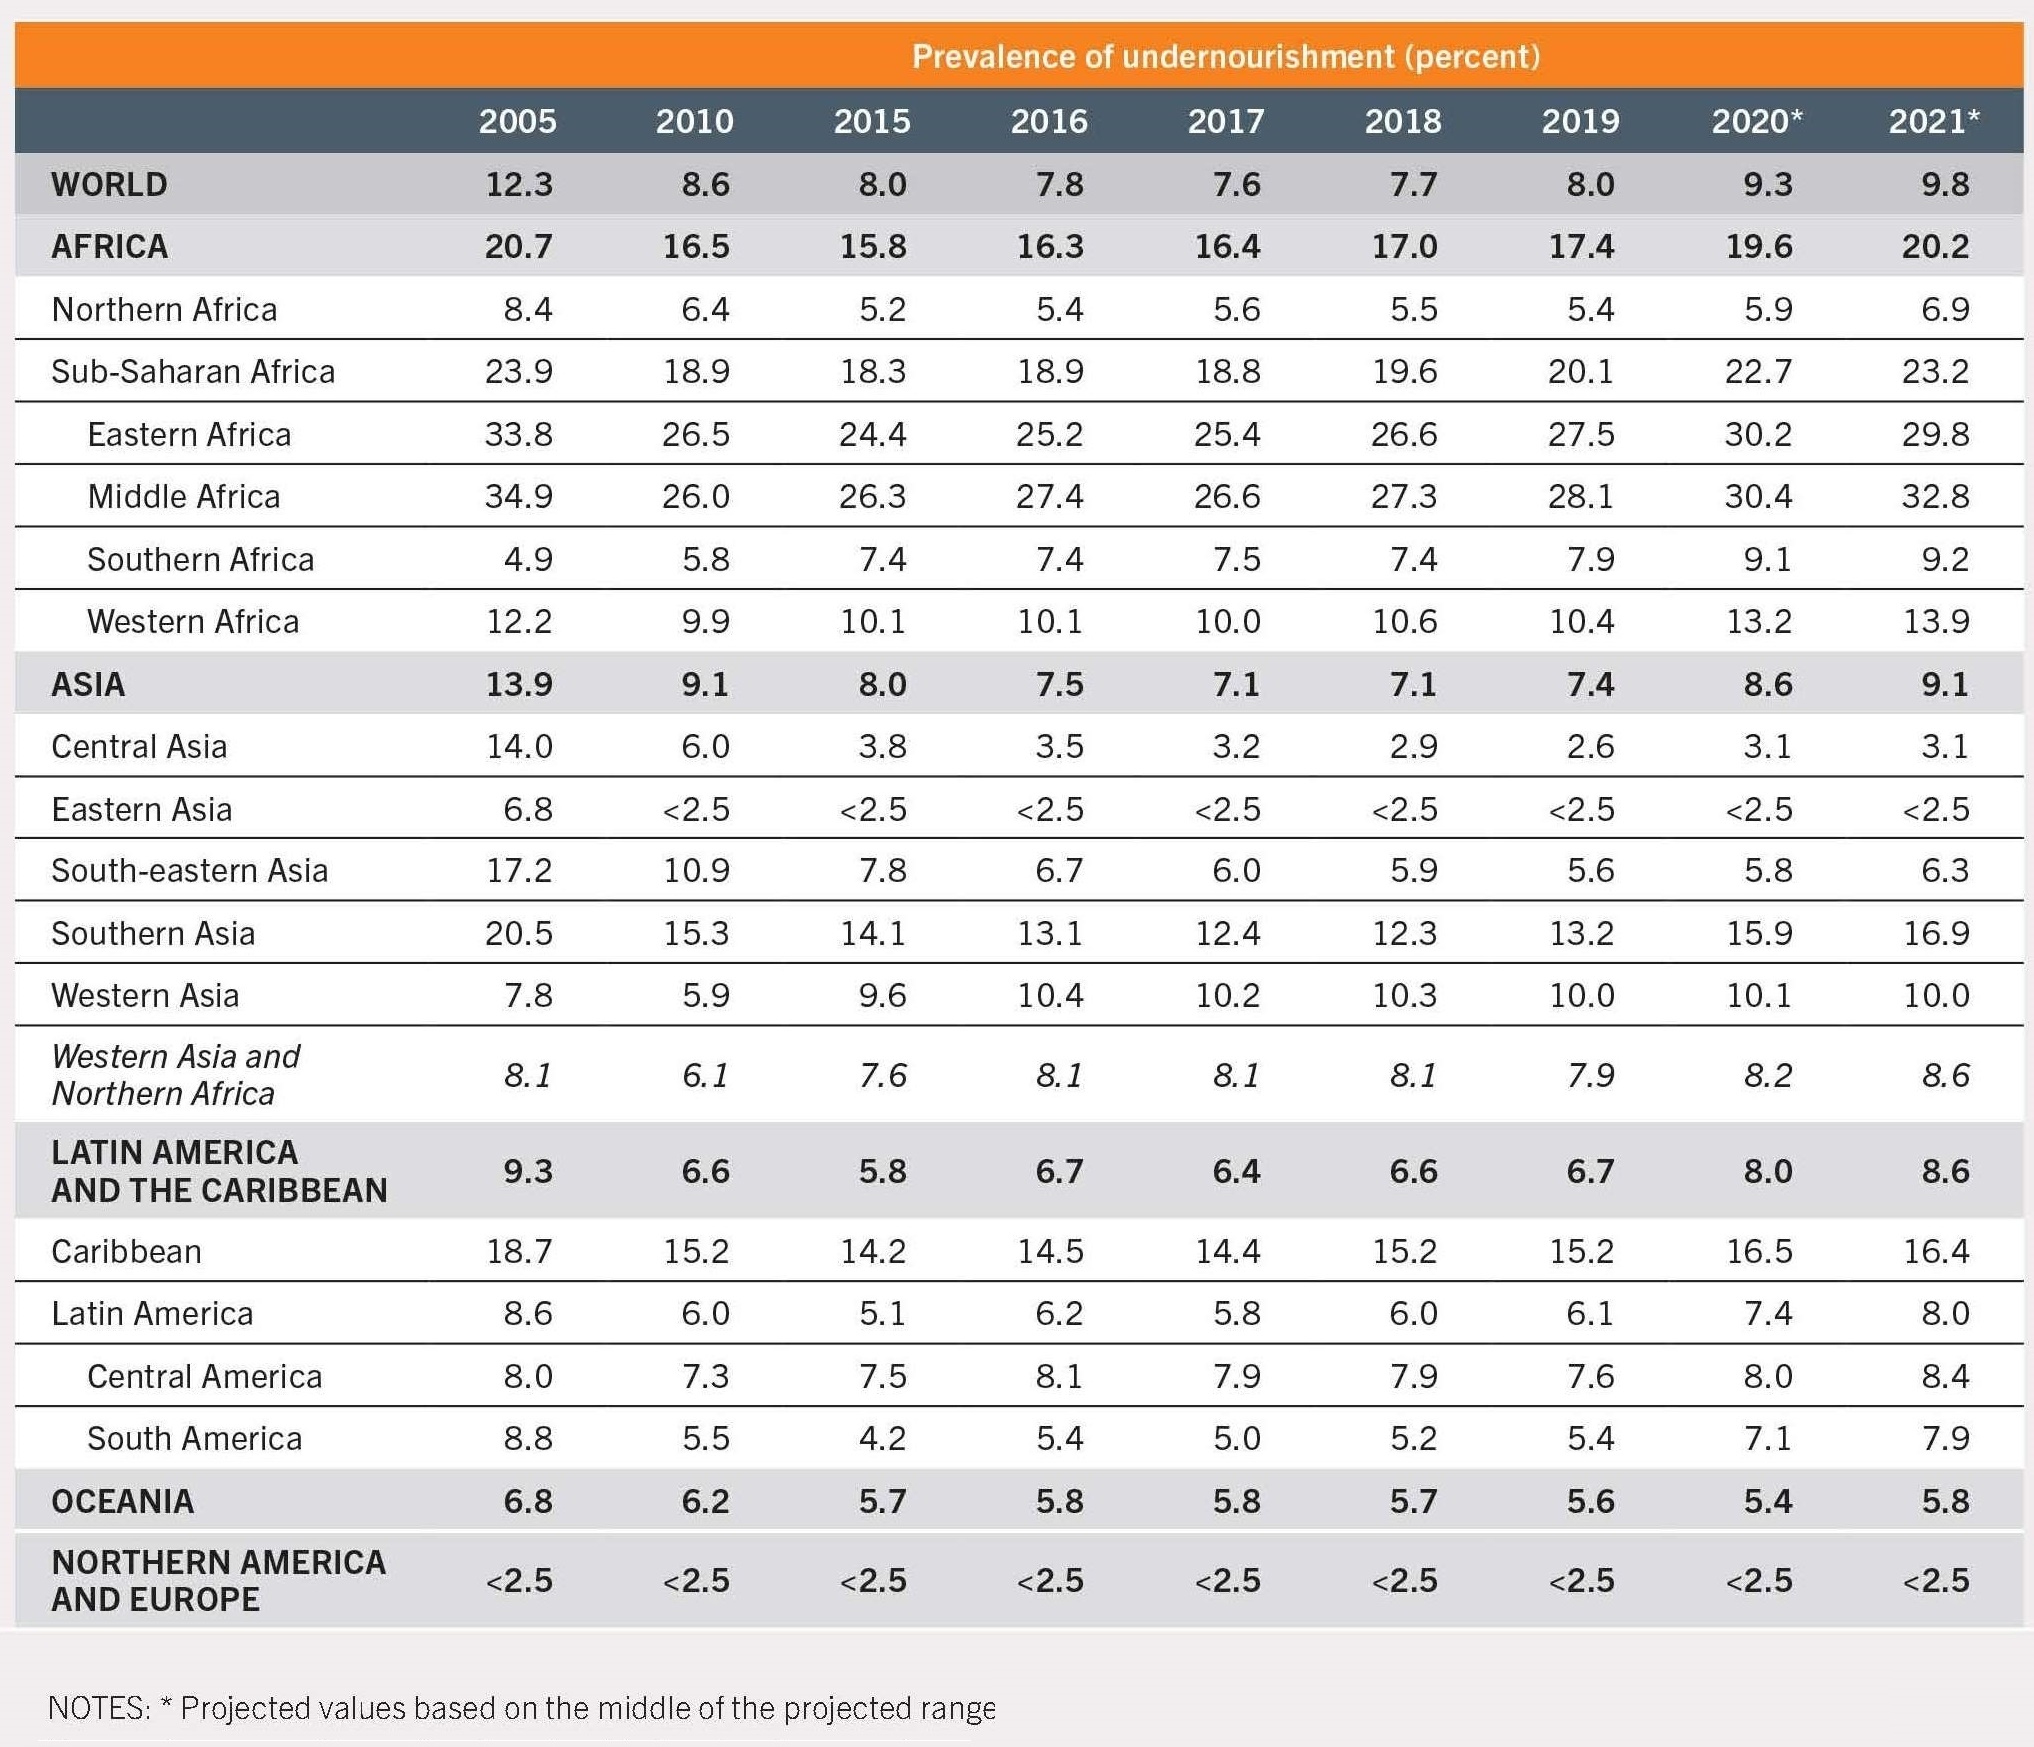 Prevalence of undernourishment (percent)
2005 2010 2015 2016 2017 2018 2019 2020* 2021*
WORLD 12.3 8.6 8.0 7.8 7.6 7.7 8.0 9.3 9.8
AFRICA 20.7 16.5 15.8 16.3 16.4 17.0 17.4 19.6 20.2
Northern Africa 8.4 6.4 5.2 5.4 5.6 5.5 5.4 5.9 6.9
Sub-Saharan Africa 23.9 18.9 18.3 18.9 18.8 19.6 20.1 22.7 23.2
Eastern Africa 33.8 26.5 24.4 25.2 25.4 26.6 27.5 30.2 29.8
Middle Africa 34.9 26.0 26.3 27.4 26.6 27.3 28.1 30.4 32.8
Southern Africa 4.9 5.8 7.4 7.4 7.5 7.4 7.9 9.1 9.2
Western Africa 12.2 9.9 10.1 10.1 10.0 10.6 10.4 13.2 13.9
ASIA 13.9 9.1 8.0 7.5 7.1 7.1 7.4 8.6 9.1
Central Asia 14.0 6.0 3.8 3.5 3.2 2.9 2.6 3.1 3.1
Eastern Asia 6.8 <2.5 <2.5 <2.5 <2.5 <2.5 <2.5 <2.5 <2.5
South-eastern Asia 17.2 10.9 7.8 6.7 6.0 5.9 5.6 5.8 6.3
Southern Asia 20.5 15.3 14.1 13.1 12.4 12.3 13.2 15.9 16.9
Western Asia 7.8 5.9 9.6 10.4 10.2 10.3 10.0 10.1 10.0
Western Asia and
Northern Africa 8.1 6.1 7.6 8.1 8.1 8.1 7.9 8.2 8.6
LATIN AMERICA
AND THE CARIBBEAN 9.3 6.6 5.8 6.7 6.4 6.6 6.7 8.0 8.6
Caribbean 18.7 15.2 14.2 14.5 14.4 15.2 15.2 16.5 16.4
Latin America 8.6 6.0 5.1 6.2 5.8 6.0 6.1 7.4 8.0
Central America 8.0 7.3 7.5 8.1 7.9 7.9 7.6 8.0 8.4
South America 8.8 5.5 4.2 5.4 5.0 5.2 5.4 7.1 7.9
OCEANIA 6.8 6.2 5.7 5.8 5.8 5.7 5.6 5.4 5.8
NORTHERN AMERICA
AND EUROPE <2.5 <2.5 <2.5 <2.5 <2.5 <2.5 <2.5 <2.5 <2.5
NOTES: * Projected values based on the middle of the projected range